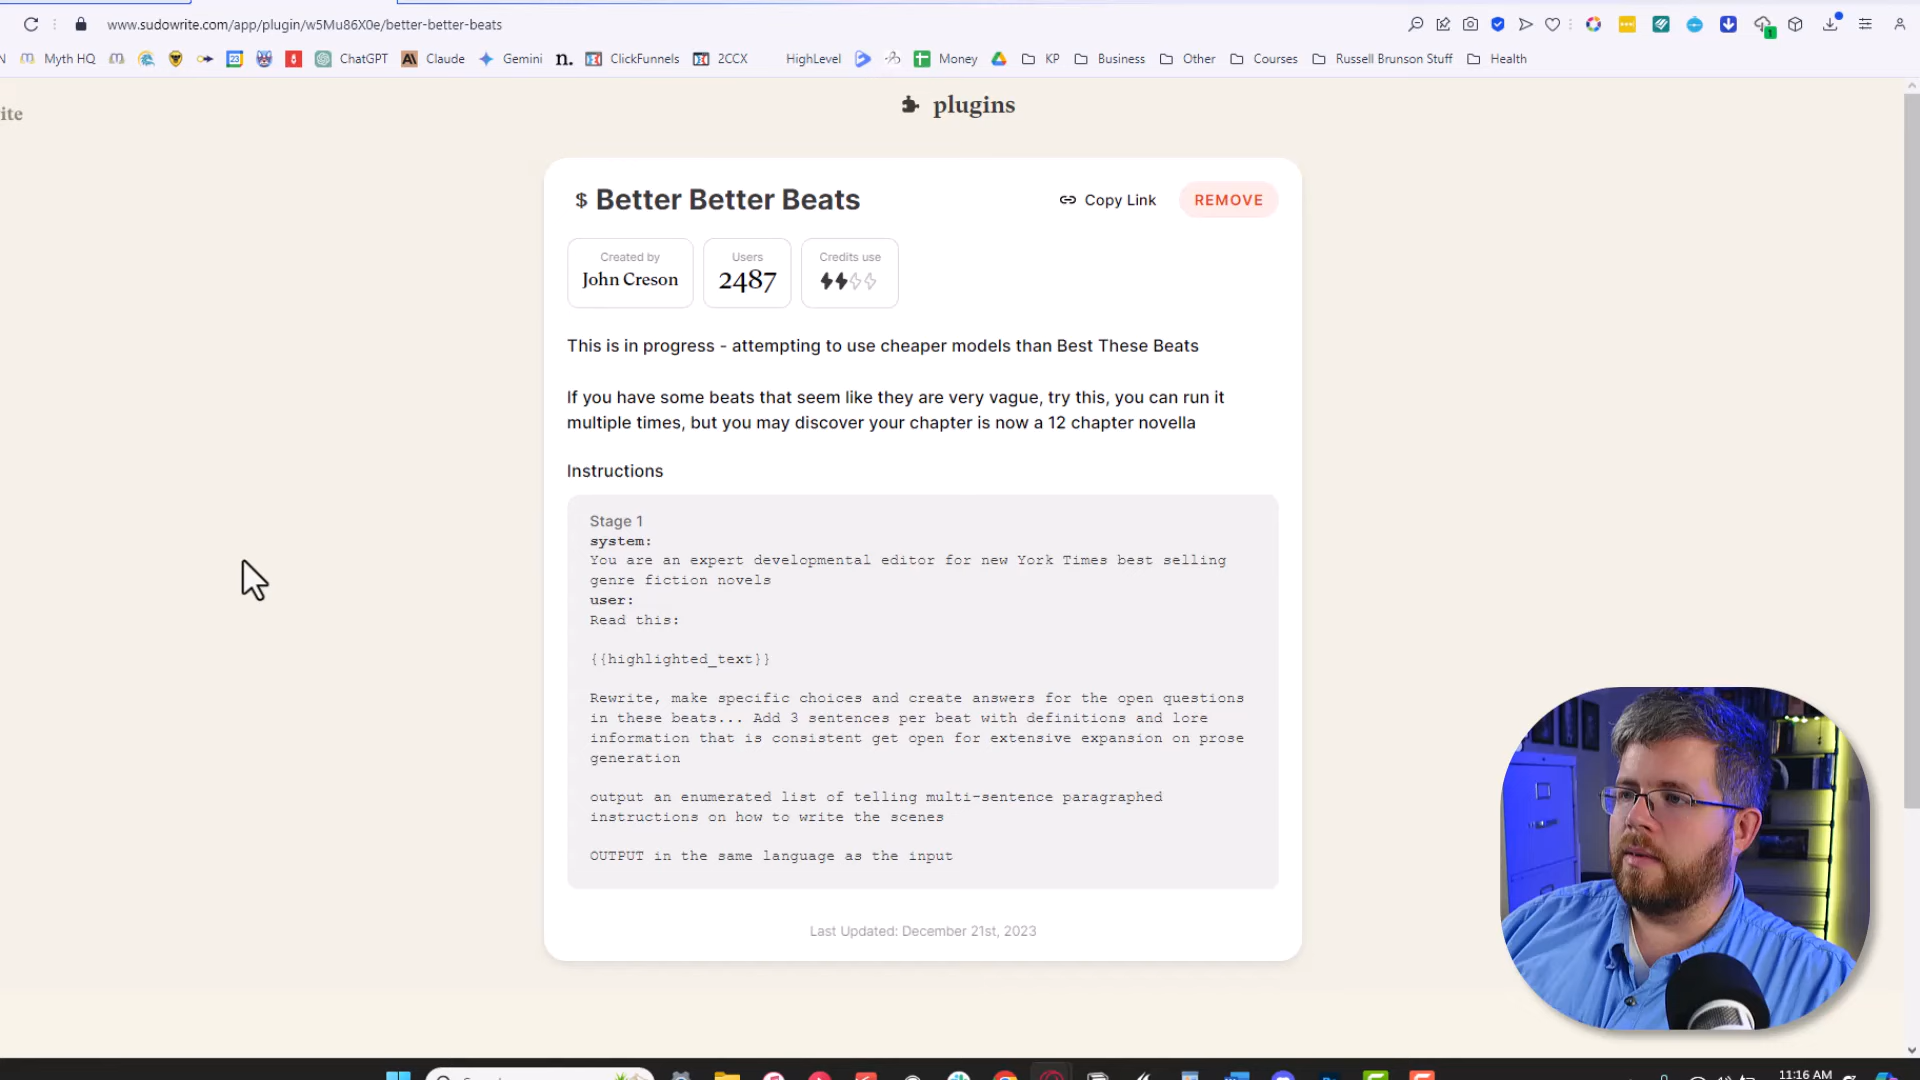 www.sudowrite.com/app/plugin/w5Mu86X0e/better-better-beats
Myth HQ
ChatGPT
Claude
Gemini
n.
ClickFunnels
2CCX
HighLevel
Money
KP
Business
Other
Courses
Russell Brunson Stuff
Health
ite
plugins
$ Better Better Beats
Copy Link
REMOVE
Created by
John Creson
Users
2487
Credits use
This is in progress - attempting to use cheaper models than Best These Beats
If you have some beats that seem like they are very vague, try this, you can run it
multiple times, but you may discover your chapter is now a 12 chapter novella
Instructions
Stage 1
system:
You are an expert developmental editor for new York Times best selling
genre fiction novels
user:
Read this:
{{highlighted_text}}
Rewrite, make specific choices and create answers for the open questions
in these beats... Add 3 sentences per beat with definitions and lore
information that is consistent get open for extensive expansion on prose
generation
output an enumerated list of telling multi-sentence paragraphed
instructions on how to write the scenes
OUTPUT in the same language as the input
Last Updated: December 21st, 2023
11:16 AM